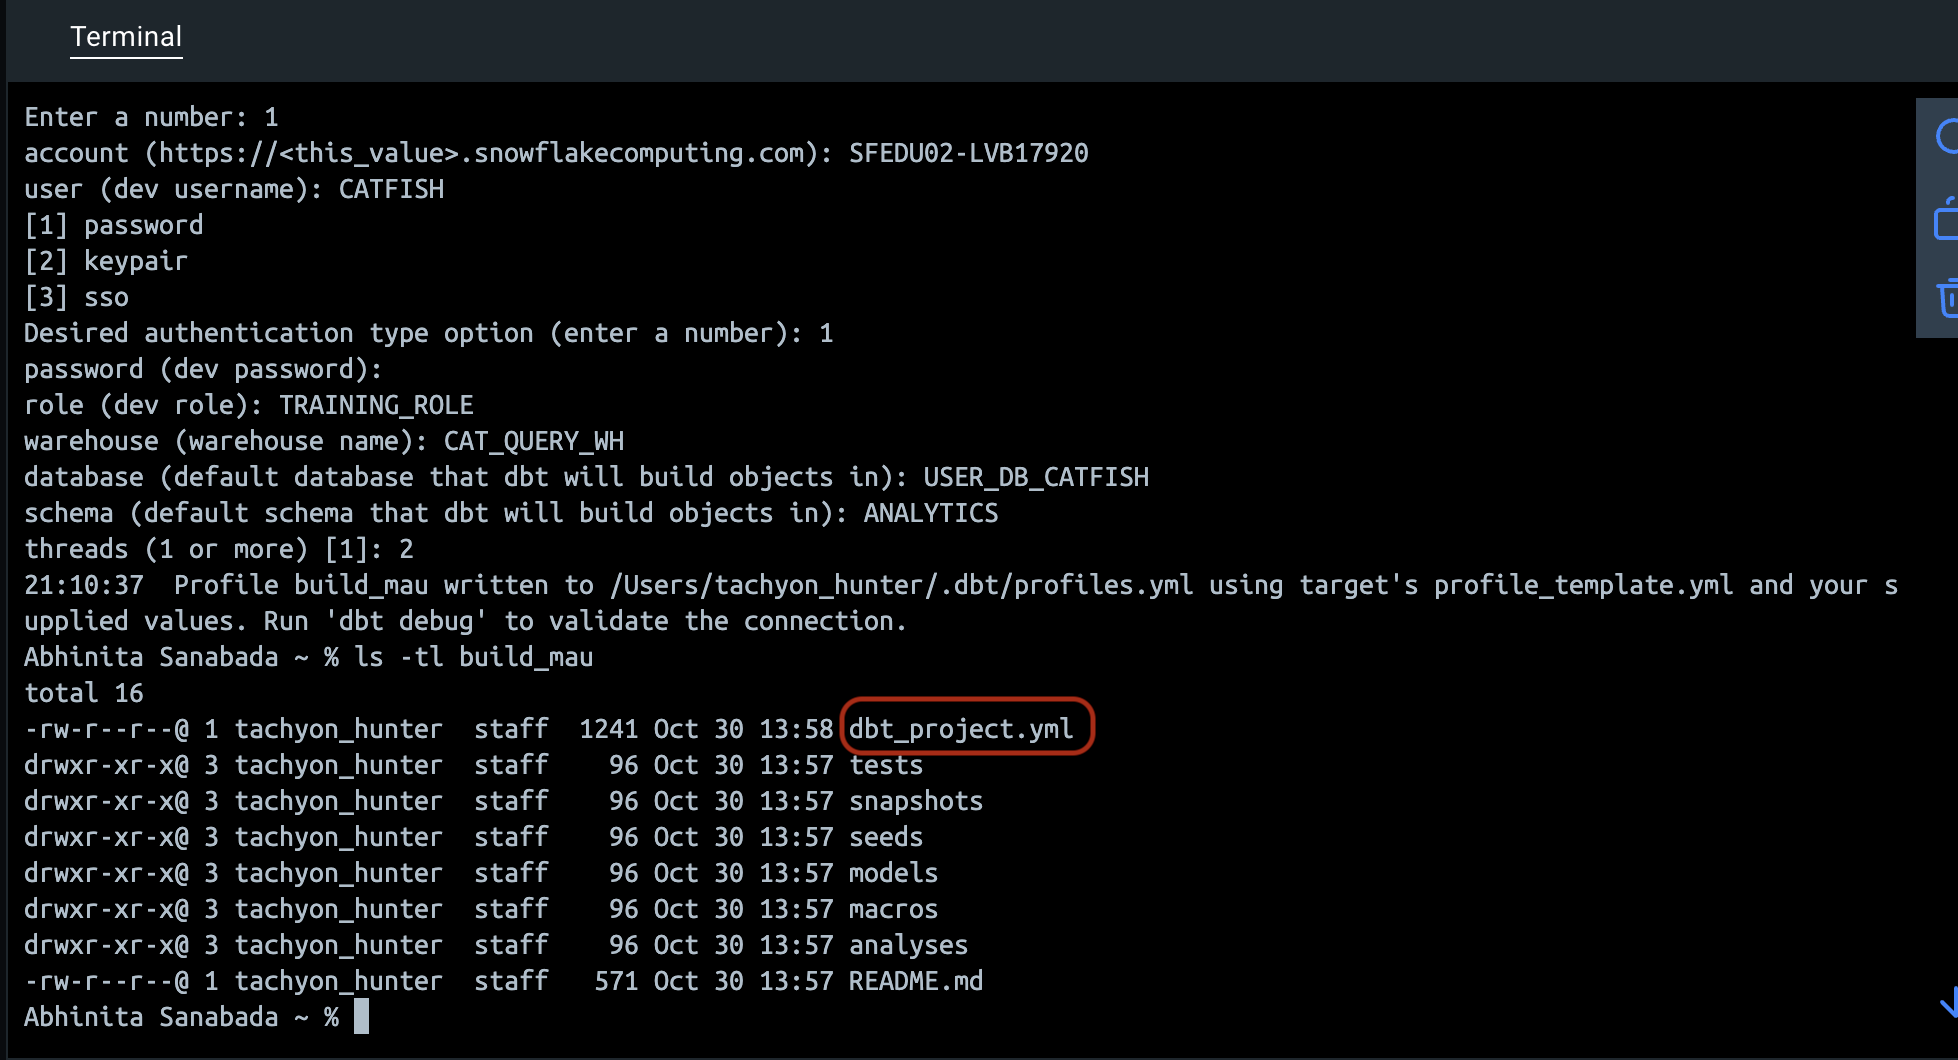 Terminal
Enter a number: 1
account (https://<this_value>.snowflakecomputing.com): SFEDU02-LVB17920
user (dev username): CATFISH
[1] password
[2] keypair
[3] sso
Desired authentication type option (enter a number): 1
password (dev password):
role (dev role): TRAINING_ROLE
warehouse (warehouse name): CAT_QUERY_WH
database (default database that dbt will build objects in): USER_DB_CATFISH
schema (default schema that dbt will build objects in): ANALYTICS
threads (1 or more) [1]: 2
21:10:37  Profile build_mau written to /Users/tachyon_hunter/.dbt/profiles.yml using target's profile_template.yml and your s
upplied values. Run 'dbt debug' to validate the connection.
Abhinita Sanabada ~ % ls -tl build_mau
total 16
-rw-r--r--@ 1 tachyon_hunter  staff  1241 Oct 30 13:58 dbt_project.yml
drwxr-xr-x@ 3 tachyon_hunter  staff    96 Oct 30 13:57 tests
drwxr-xr-x@ 3 tachyon_hunter  staff    96 Oct 30 13:57 snapshots
drwxr-xr-x@ 3 tachyon_hunter  staff    96 Oct 30 13:57 seeds
drwxr-xr-x@ 3 tachyon_hunter  staff    96 Oct 30 13:57 models
drwxr-xr-x@ 3 tachyon_hunter  staff    96 Oct 30 13:57 macros
drwxr-xr-x@ 3 tachyon_hunter  staff    96 Oct 30 13:57 analyses
-rw-r--r--@ 1 tachyon_hunter  staff   571 Oct 30 13:57 README.md
Abhinita Sanabada ~ %